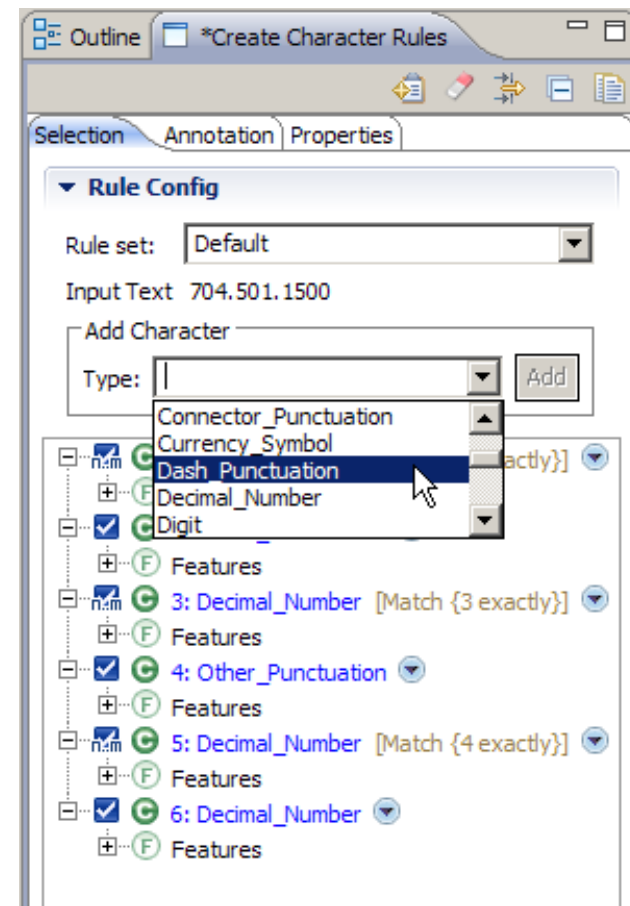 Outline *Create Character Rules
Selection Annotation Properties
Rule Config
Rule set: Default
Input Text 704.501.1500
Add Character
Type: Add
Connector_Punctuation
Currency_Symbol
actly}]
Dash_Punctuation
Decimal_Number
Digit
F Features
3: Decimal_Number [Match {3 exactly}]
F Features
C 4: Other_Punctuation
F Features
5: Decimal_Number [Match {4 exactly}]
F Features
C 6: Decimal_Number
F Features